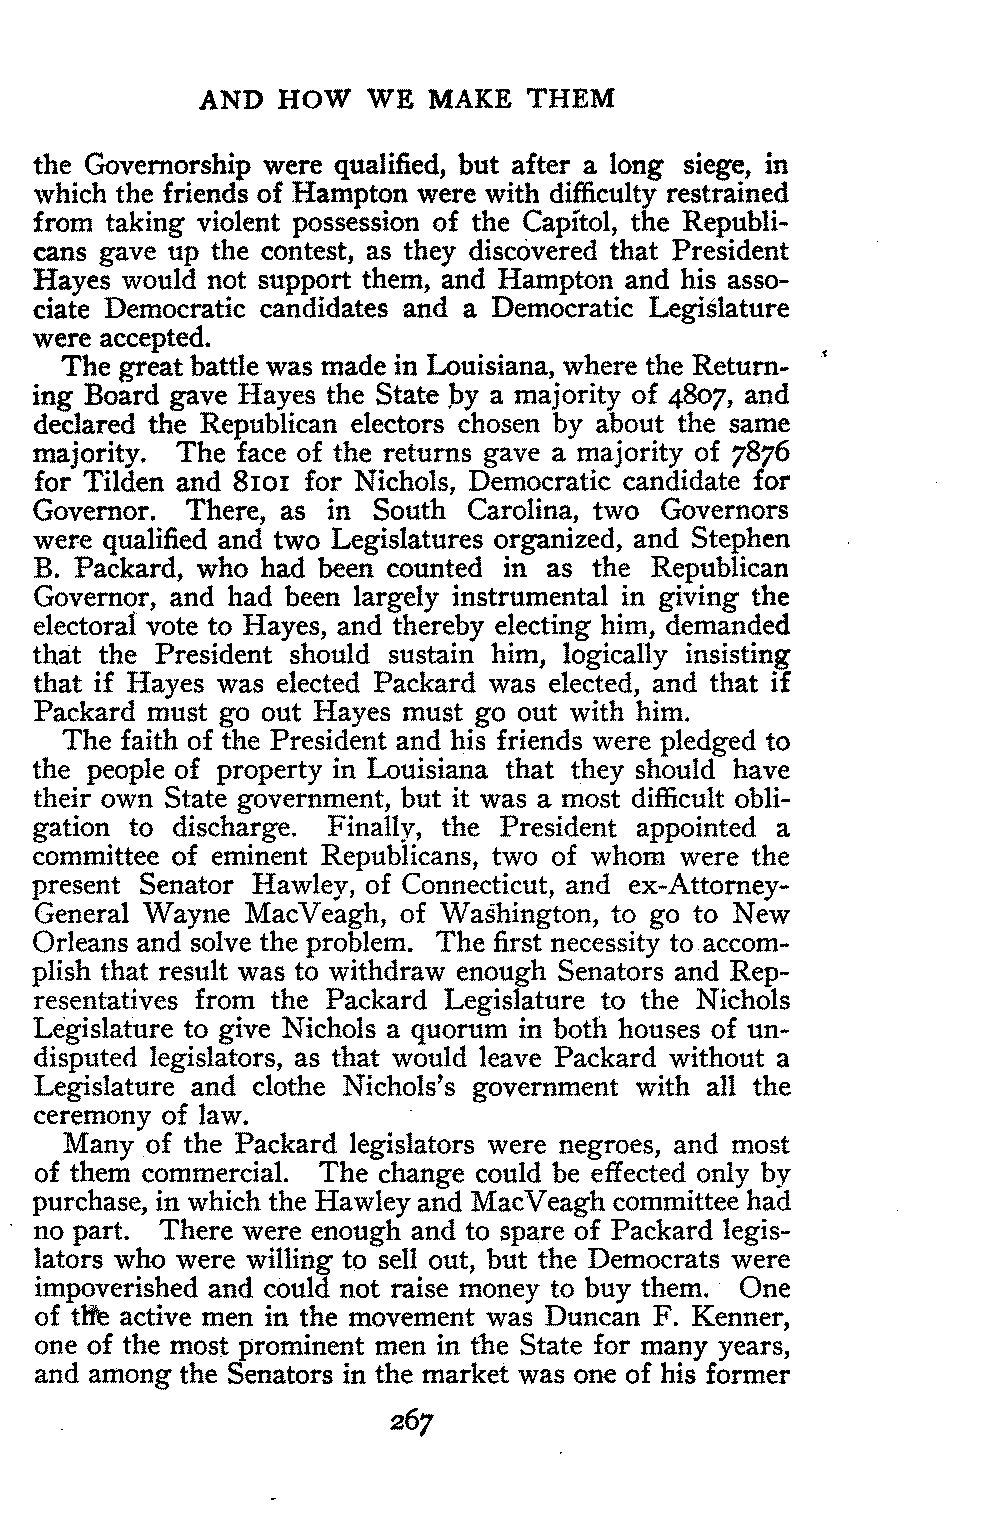 AND HOW WE MAKE THEM
the Governorship were qualified, but after a long siege, in
which the friends of Hampton were with difficulty restrained
from taking violent possession of the Capitol, the Republi-
cans gave up the contest, as they discovered that President
Hayes would not support them, and Hampton and his asso-
ciate Democratic candidates and a Democratic Legislature
were accepted.
The great battle was made in Louisiana, where the Return-
ing Board gave Hayes the State by a majority of 4807, and
declared the Republican electors chosen by about the same
majority. The face of the returns gave a majority of 7876
for Tilden and 8101 for Nichols, Democratic candidate for
Governor. There, as in South Carolina, two Governors
were qualified and two Legislatures organized, and Stephen
B. Packard, who had been counted in as the Republican
Governor, and had been largely instrumental in giving the
electoral vote to Hayes, and thereby electing him, demanded
that the President should sustain him, logically insisting
that if Hayes was elected Packard was elected, and that if
Packard must go out Hayes must go out with him.
The faith of the President and his friends were pledged to
the people of property in Louisiana that they should have
their own State government, but it was a most difficult obli-
gation to discharge. Finally, the President appointed a
committee of eminent Republicans, two of whom were the
present Senator Hawley, of Connecticut, and ex-Attorney-
General Wayne MacVeagh, of Washington, to go to New
Orleans and solve the problem. The first necessity to accom-
plish that result was to withdraw enough Senators and Rep-
resentatives from the Packard Legislature to the Nichols
Legislature to give Nichols a quorum in both houses of un-
disputed legislators, as that would leave Packard without a
Legislature and clothe Nichols's government with all the
ceremony of law.
Many of the Packard legislators were negroes, and most
of them commercial. The change could be effected only by
purchase, in which the Hawley and MacVeagh committee had
no part. There were enough and to spare of Packard legis-
lators who were willing to sell out, but the Democrats were
impoverished and could not raise money to buy them. One
of the active men in the movement was Duncan F. Kenner,
one of the most prominent men in the State for many years,
and among the Senators in the market was one of his former
267